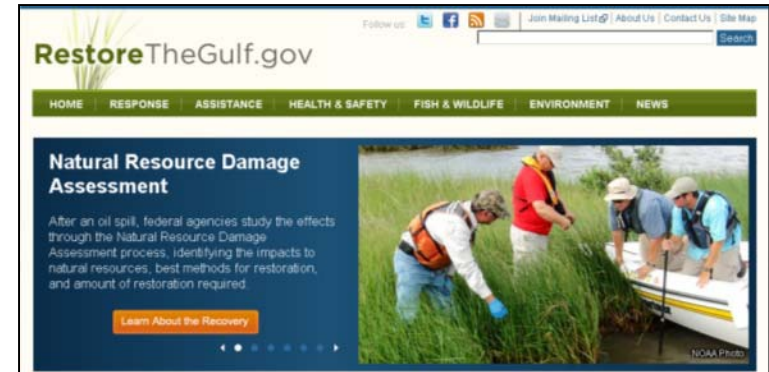 Follow us:
Join Mailing List | About Us | Contact Us | Site Map
Search
RestoreTheGulf.gov
HOME | RESPONSE | ASSISTANCE | HEALTH & SAFETY | FISH & WILDLIFE | ENVIRONMENT | NEWS
Natural Resource Damage
Assessment
After an oil spill, federal agencies study the effects
through the Natural Resource Damage
Assessment process, identifying the impacts to
natural resources, best methods for restoration,
and amount of restoration required.
Learn About the Recovery
NOAA Photo